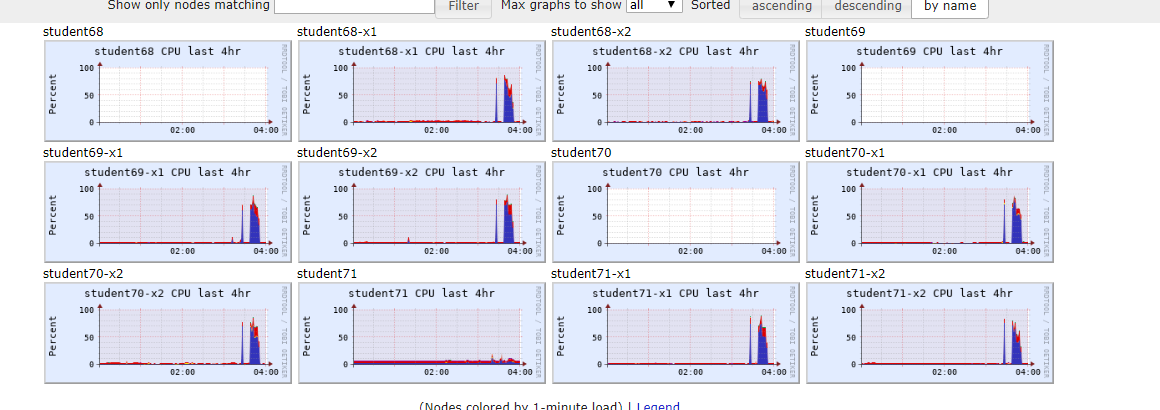 Show only nodes matching Filter Max graphs to show all Sorted ascending descending by name
student68 student68-x1 student68-x2 student69
student68 CPU last 4hr
Percent
100
50
0
02:00 04:00
RRDTOOL / TOBI OETIKER
student68-x1 CPU last 4hr
Percent
100
50
0
02:00 04:00
RRDTOOL / TOBI OETIKER
student68-x2 CPU last 4hr
Percent
100
50
0
02:00 04:00
RRDTOOL / TOBI OETIKER
student69 CPU last 4hr
Percent
100
50
0
02:00 04:00
RRDTOOL / TOBI OETIKER
student69-x1 student69-x2 student70 student70-x1
student69-x1 CPU last 4hr
Percent
100
50
0
02:00 04:00
RRDTOOL / TOBI OETIKER
student69-x2 CPU last 4hr
Percent
100
50
0
02:00 04:00
RRDTOOL / TOBI OETIKER
student70 CPU last 4hr
Percent
100
50
0
02:00 04:00
RRDTOOL / TOBI OETIKER
student70-x1 CPU last 4hr
Percent
100
50
0
02:00 04:00
RRDTOOL / TOBI OETIKER
student70-x2 student71 student71-x1 student71-x2
student70-x2 CPU last 4hr
Percent
100
50
0
02:00 04:00
RRDTOOL / TOBI OETIKER
student71 CPU last 4hr
Percent
100
50
0
02:00 04:00
RRDTOOL / TOBI OETIKER
student71-x1 CPU last 4hr
Percent
100
50
0
02:00 04:00
RRDTOOL / TOBI OETIKER
student71-x2 CPU last 4hr
Percent
100
50
0
02:00 04:00
RRDTOOL / TOBI OETIKER
(Nodes colored by 1-minute load) | Legend